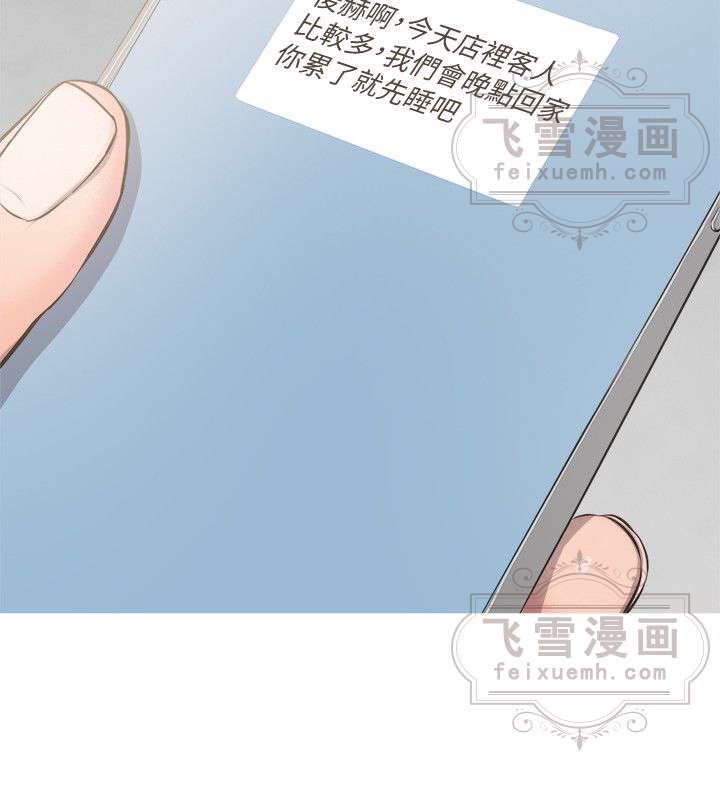 俊赫啊,今天店裡客人
比較多,我們會晚點回家
你累了就先睡吧
飞雪漫画
feixuemh.com
飞雪漫画
feixuemh.com